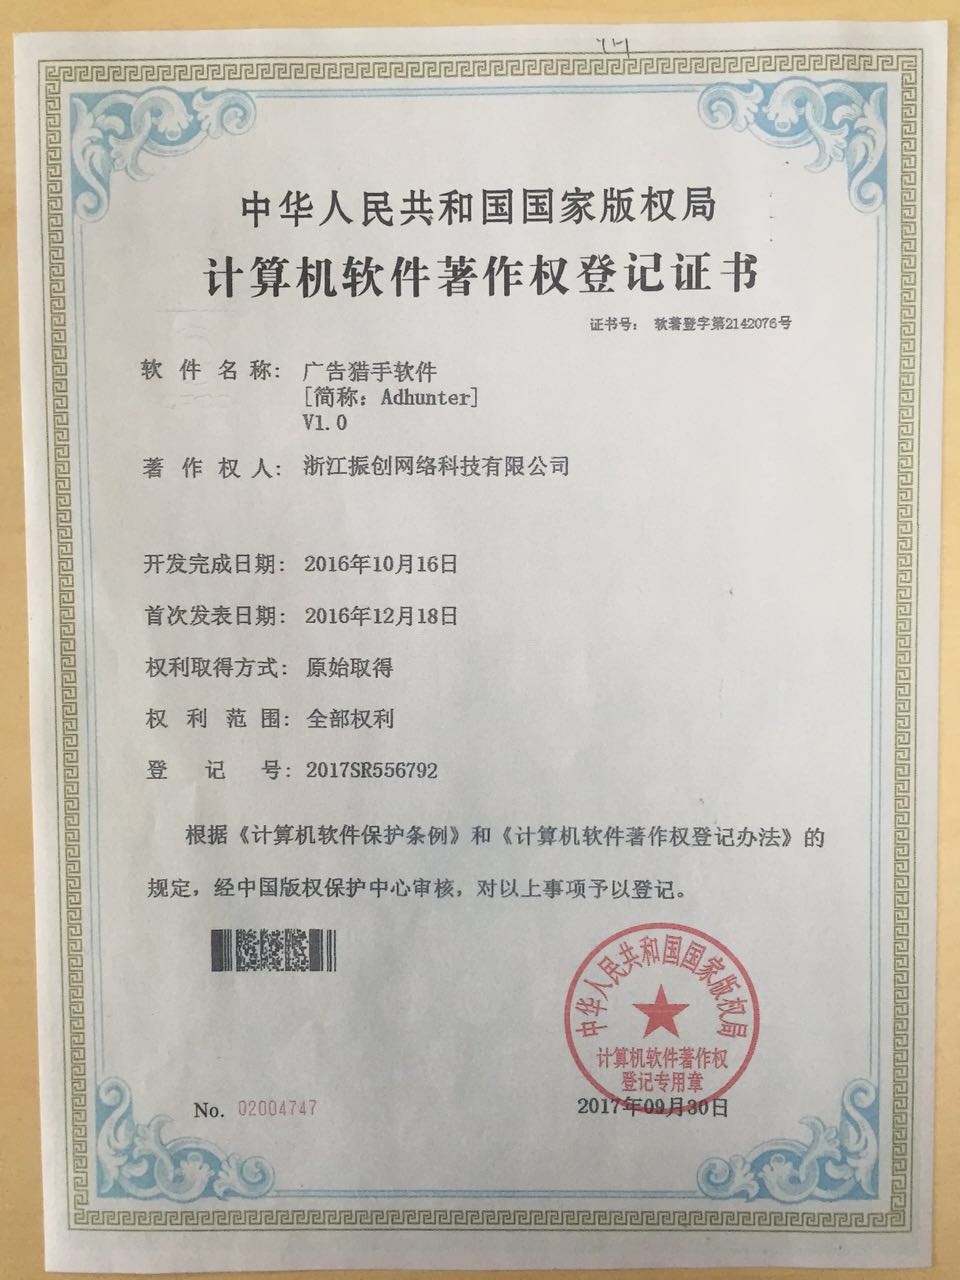 中华人民共和国国家版权局
计算机软件著作权登记证书
证书号： 软著登字第2142076号
软件名称： 广告猎手软件
[简称：Adhunter]
V1.0
著作权人： 浙江振创网络科技有限公司
开发完成日期： 2016年10月16日
首次发表日期： 2016年12月18日
权利取得方式： 原始取得
权利范围： 全部权利
登记号： 2017SR556792
根据《计算机软件保护条例》和《计算机软件著作权登记办法》的
规定，经中国版权保护中心审核，对以上事项予以登记。
中华人民共和国国家版权局
计算机软件著作权
登记专用章
No. 02004747
2017年09月30日